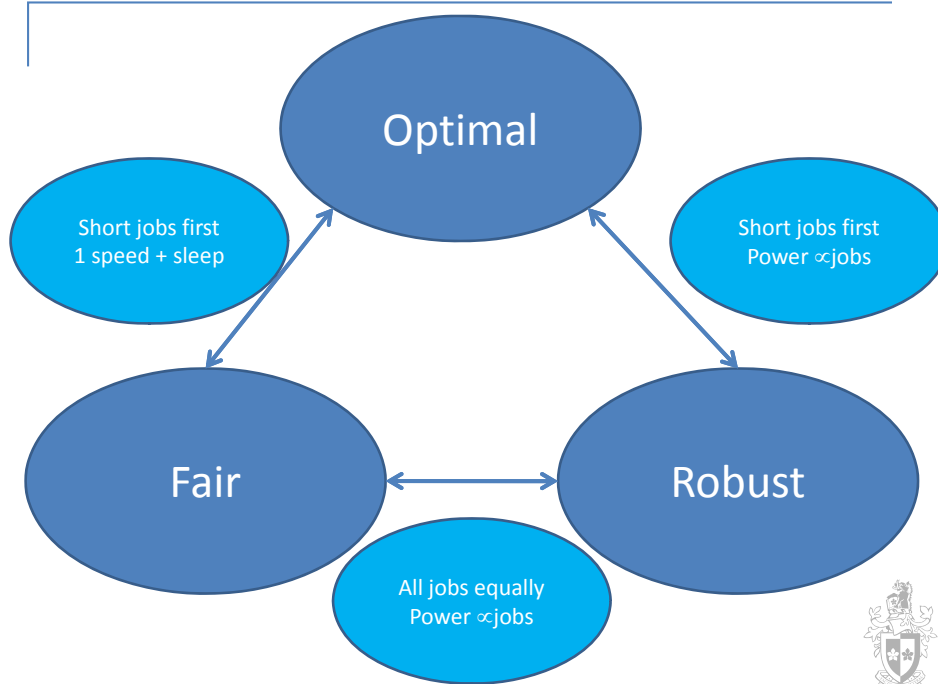 Optimal
Short jobs first
1 speed + sleep
Short jobs first
Power ∝jobs
Fair
Robust
All jobs equally
Power ∝jobs